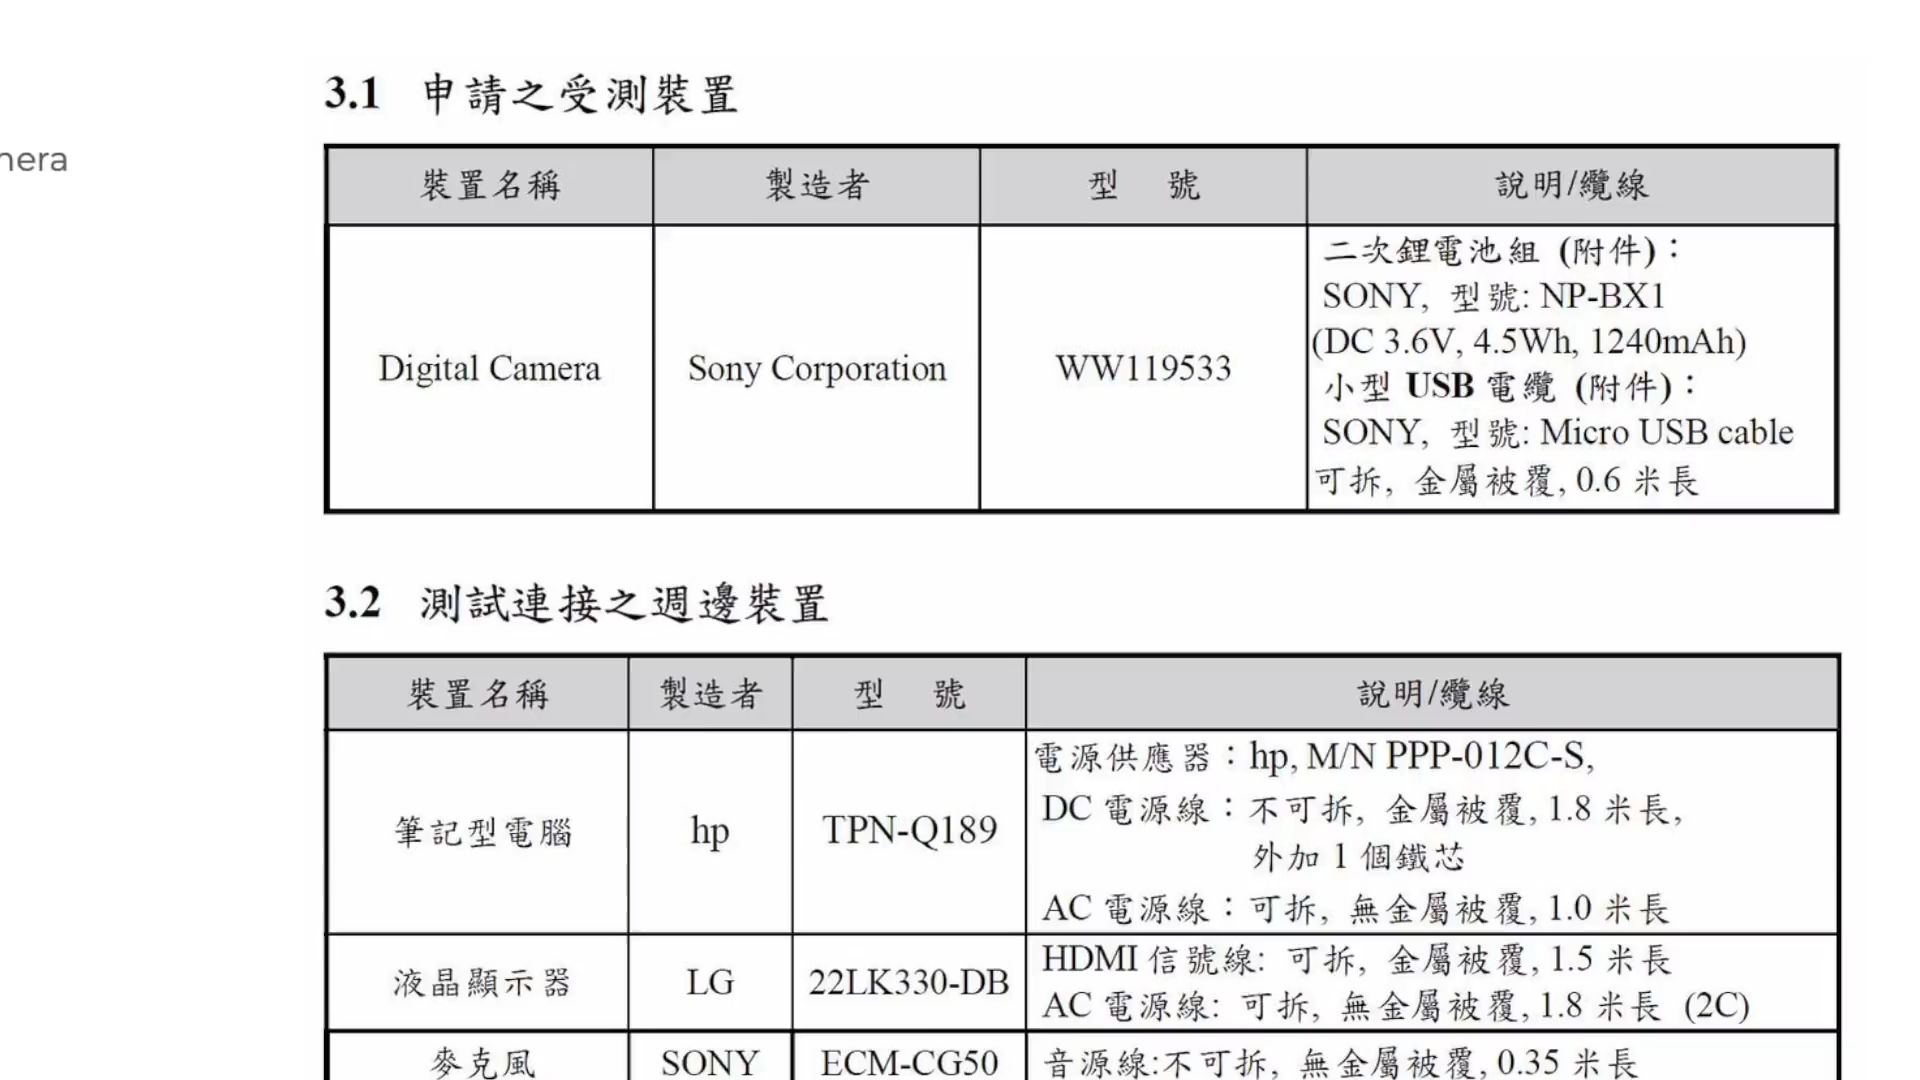 3.1 申請之受測裝置
mera
裝置名稱 製造者 型 號 說明/纜線
Digital Camera Sony Corporation WW119533
二次鋰電池組 (附件)：
SONY, 型號: NP-BX1
(DC 3.6V, 4.5Wh, 1240mAh)
小型 USB 電纜 (附件)：
SONY, 型號: Micro USB cable
可拆, 金屬被覆, 0.6 米長
3.2 測試連接之週邊裝置
裝置名稱 製造者 型 號 說明/纜線
筆記型電腦 hp TPN-Q189
電源供應器：hp, M/N PPP-012C-S,
DC 電源線：不可拆, 金屬被覆, 1.8 米長,
外加 1 個鐵芯
AC 電源線：可拆, 無金屬被覆, 1.0 米長
液晶顯示器 LG 22LK330-DB
HDMI 信號線: 可拆, 金屬被覆, 1.5 米長
AC 電源線: 可拆, 無金屬被覆, 1.8 米長 (2C)
麥克風 SONY ECM-CG50 音源線:不可拆, 無金屬被覆, 0.35 米長